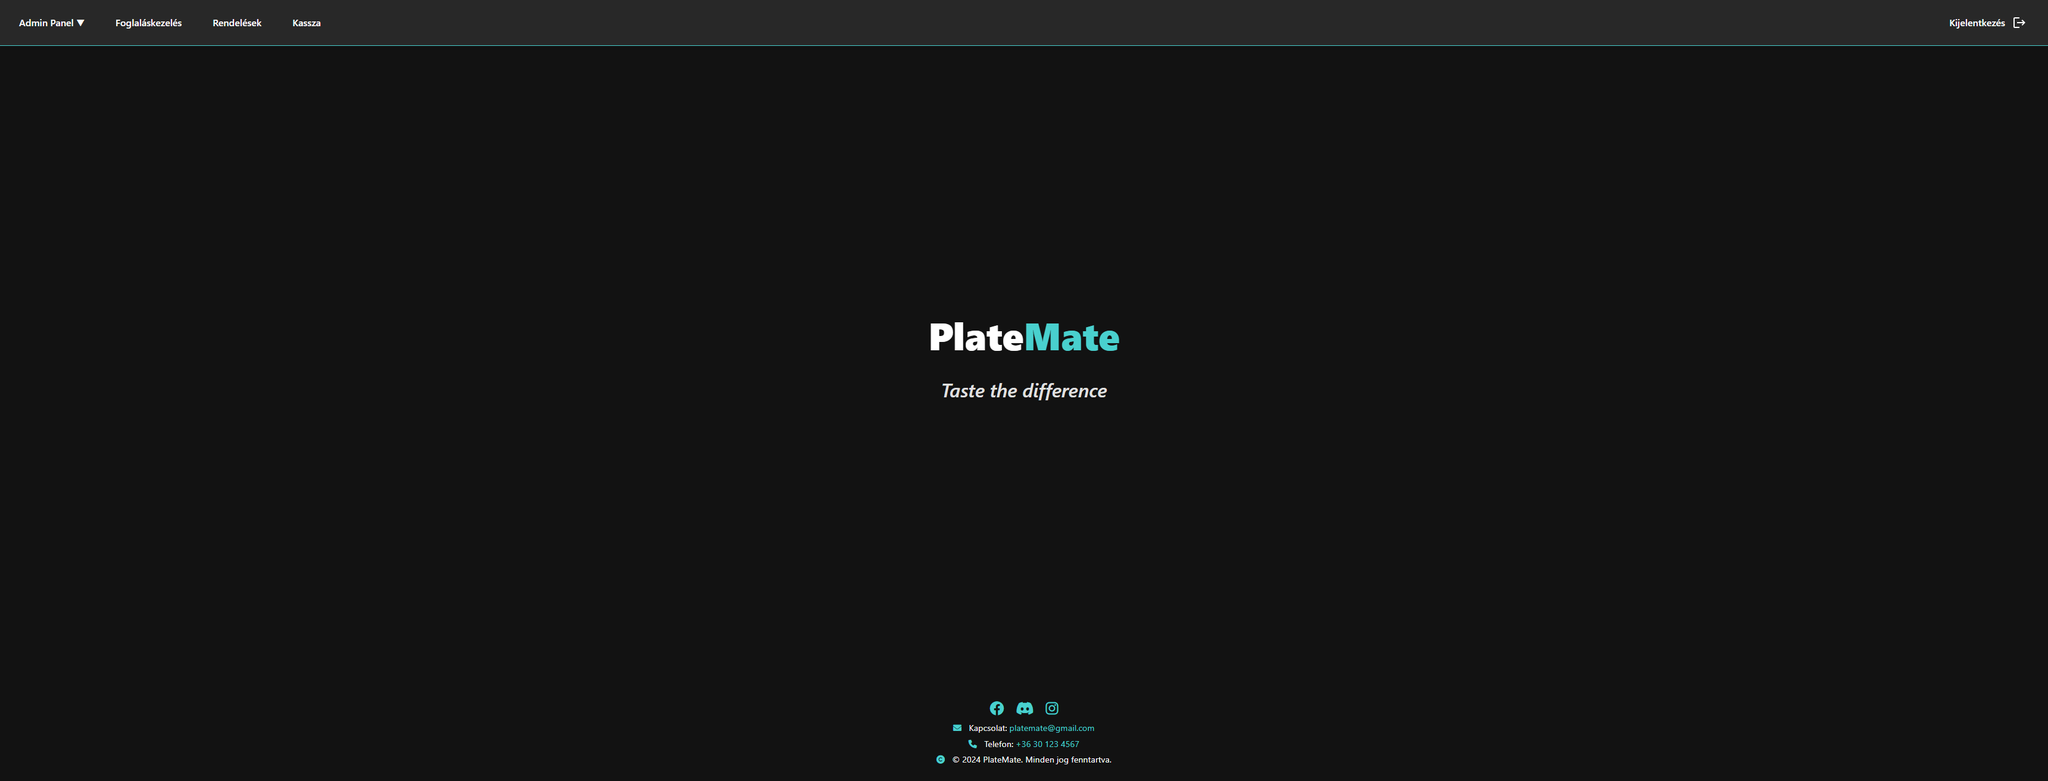 Admin Panel ▼ Foglaláskezelés Rendelések Kassza Kijelentkezés
PlateMate
Taste the difference
Kapcsolat: platemate@gmail.com
Telefon: +36 30 123 4567
© 2024 PlateMate. Minden jog fenntartva.